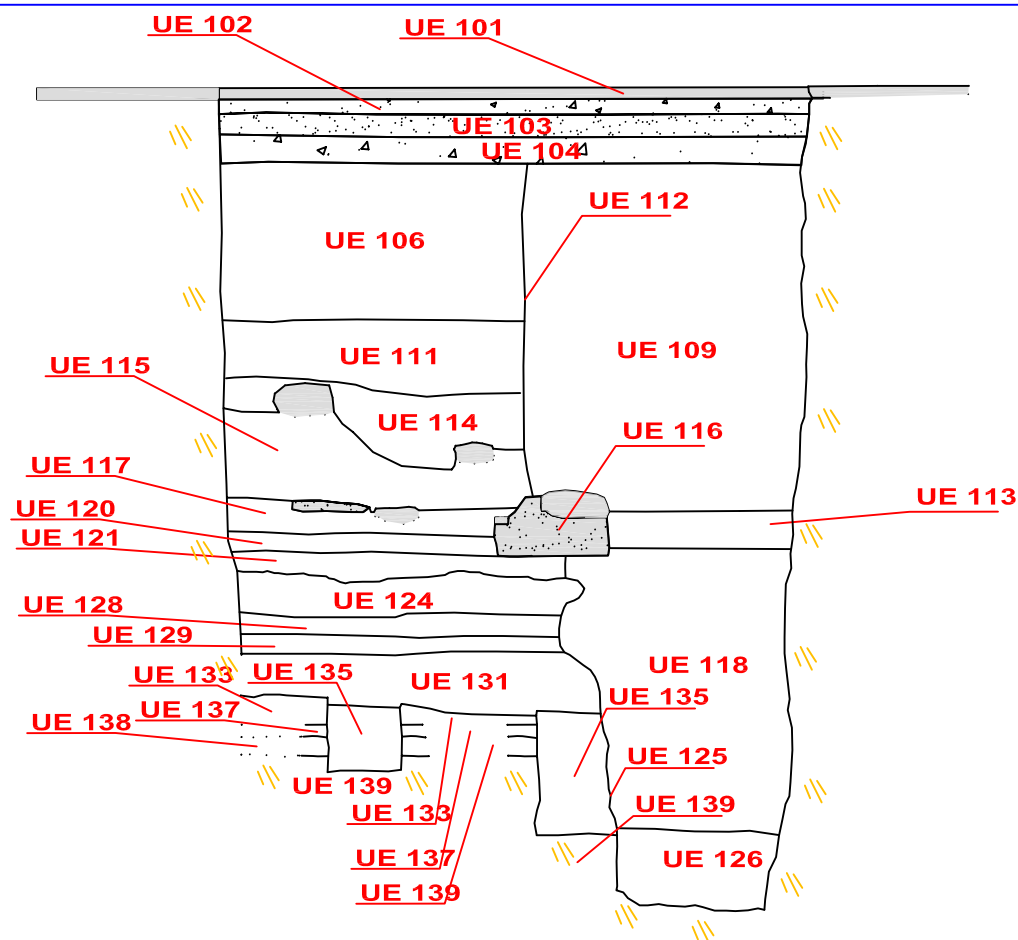 UE 102
UE 101
UE 103
UE 104
UE 112
UE 106
UE 109
UE 111
UE 115
UE 114
UE 116
UE 117
UE 113
UE 120
UE 121
UE 124
UE 128
UE 129
UE 118
UE 133
UE 135
UE 131
UE 135
UE 137
UE 138
UE 125
UE 139
UE 139
UE 133
UE 137
UE 126
UE 139